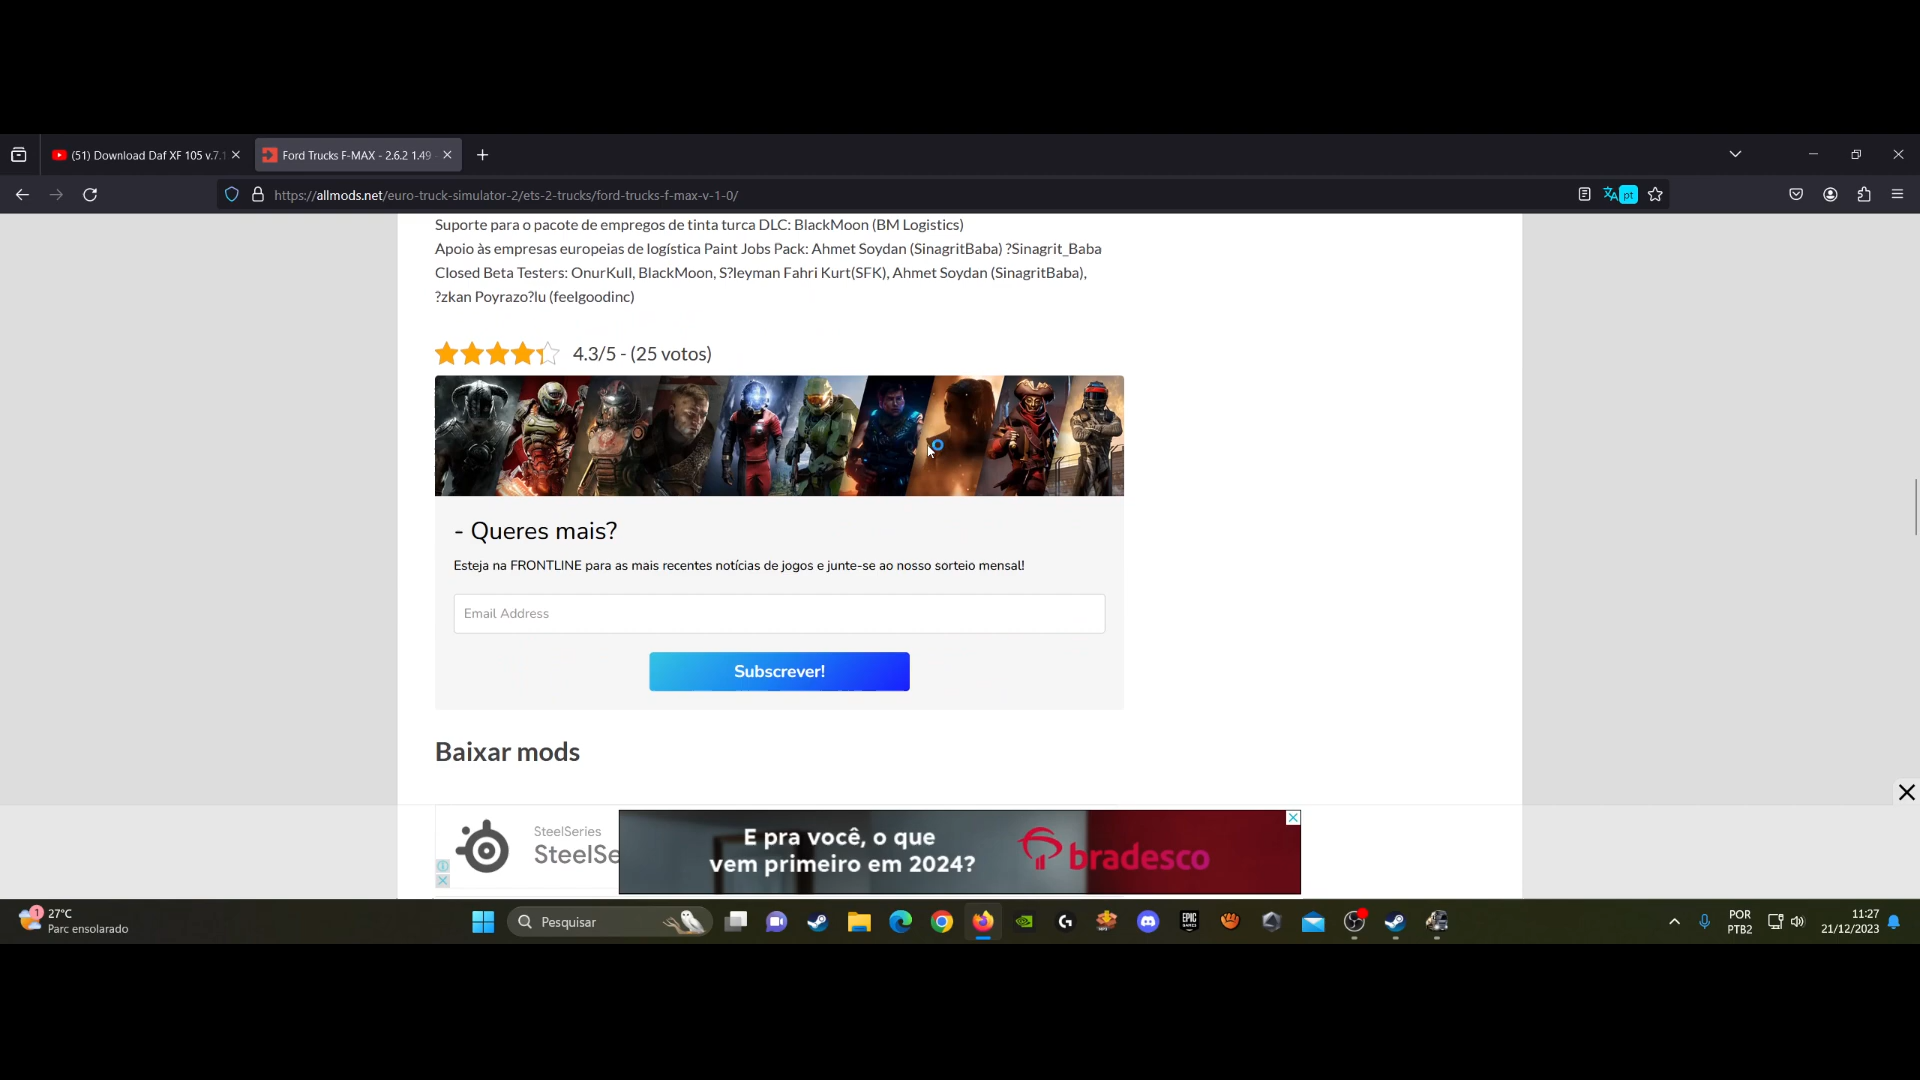 (51) Download Daf XF 105 v.7.1
Ford Trucks F-MAX - 2.6.2 1.49
https://allmods.net/euro-truck-simulator-2/ets-2-trucks/ford-trucks-f-max-v-1-0/
pt
Suporte para o pacote de empregos de tinta turca DLC: BlackMoon (BM Logistics)
Apoio às empresas europeias de logística Paint Jobs Pack: Ahmet Soydan (SinagritBaba) ?Sinagrit_Baba
Closed Beta Testers: OnurKull, BlackMoon, S?leyman Fahri Kurt(SFK), Ahmet Soydan (SinagritBaba),
?zkan Poyrazo?lu (feelgoodinc)
4.3/5 - (25 votos)
- Queres mais?
Esteja na FRONTLINE para as mais recentes notícias de jogos e junte-se ao nosso sorteio mensal!
Email Address
Subscrever!
Baixar mods
SteelSeries
SteelSe
E pra você, o que
vem primeiro em 2024?
bradesco
1
27°C
Parc ensolarado
Pesquisar
EPIC
GAMES
POR
PTB2
11:27
21/12/2023